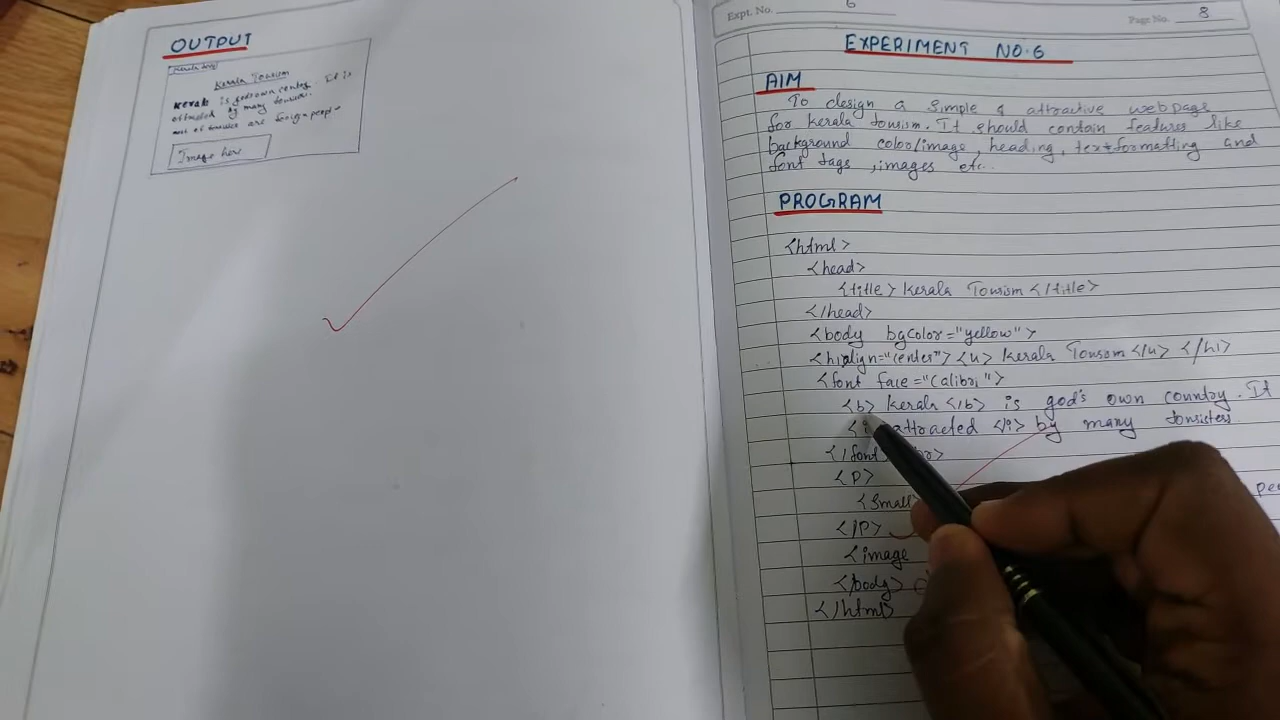 OUTPUT
Kerala Tourism
Kerala is god's own country. It is
attracted by many tourists.
most of tourists are foreign people
Image here
Expt. No. 6
Page No. 8
EXPERIMENT NO.6
AIM
To design a simple & attractive webpage
for kerala tourism. It should contain features like
background color/image, heading, text formatting and
font tags, images etc..
PROGRAM
<html>
<head>
<title> Kerala Tourism </title>
</head>
<body bgcolor="yellow">
<h1 align="center"> <u> Kerala Tourism </u> </h1>
<font face="Calibri">
<b> Kerala </b> is god's own country. It
attracted </i> by many
</font
<P>
<small
</P>
<image
</body>
</html>